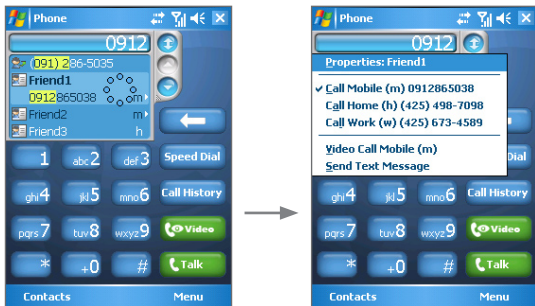 Phone
0912
(091) 286-5035
Friend1
0912865038 m
Friend2 m
Friend3 h
1 abc2 def3 Speed Dial
ghi4 jkl5 mno6 Call History
pqrs7 tuv8 wxyz9 Video
* +0 # Talk
Contacts Menu
Phone
0912
Properties: Friend1
Call Mobile (m) 0912865038
Call Home (h) (425) 498-7098
Call Work (w) (425) 673-4589
Video Call Mobile (m)
Send Text Message
Dial
ghi4 jkl5 mno6 Call History
pqrs7 tuv8 wxyz9 Video
* +0 # Talk
Contacts Menu